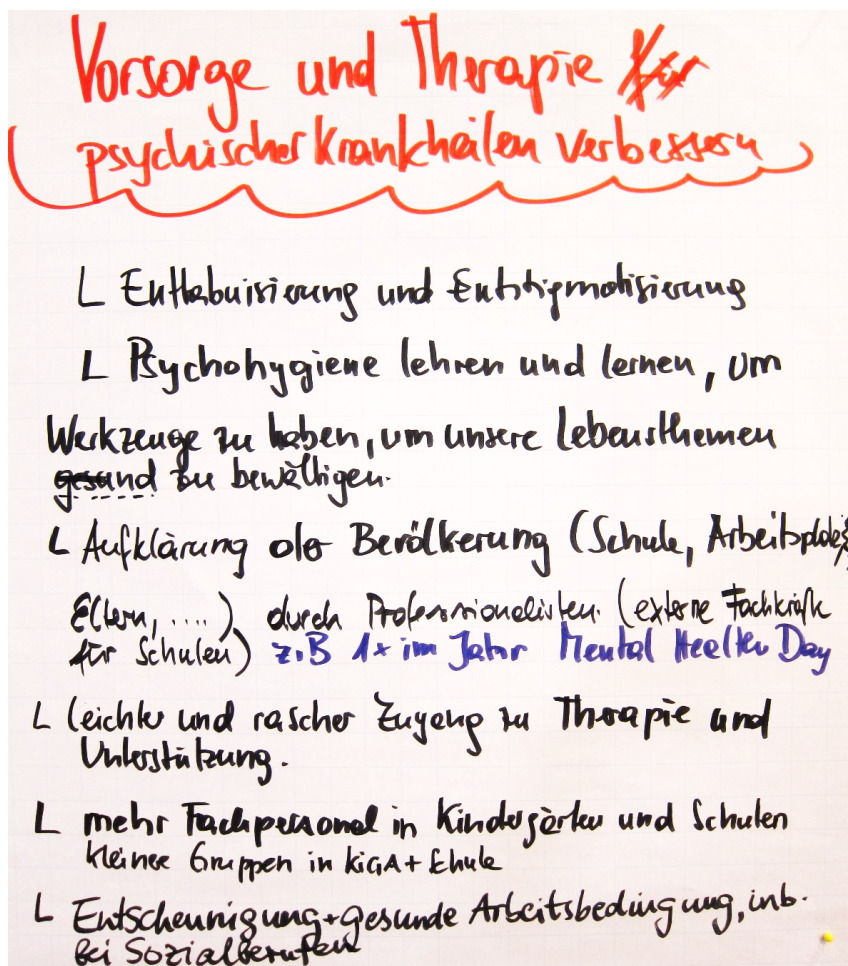 Vorsorge und Therapie für
psychischer Krankheiten verbessern
L Enttabuisierung und Entstigmatisierung
L Psychohygiene lehren und lernen, um
Werkzeuge zu haben, um unsere Lebensthemen
gesund zu bewältigen.
L Aufklärung der Bevölkerung (Schule, Arbeitsplätze,
Eltern, ....) durch Professionalisten. (externe Fachkräfte
für Schulen) z.B 1x im Jahr Mental Health Day
L leichter und rascher Zugang zu Therapie und
Unterstützung.
L mehr Fachpersonal in Kindergärten und Schulen
kleinere Gruppen in KiGA + Schule
L Entscheunigung + gesunde Arbeitsbedingung, inb.
bei Sozialberufen